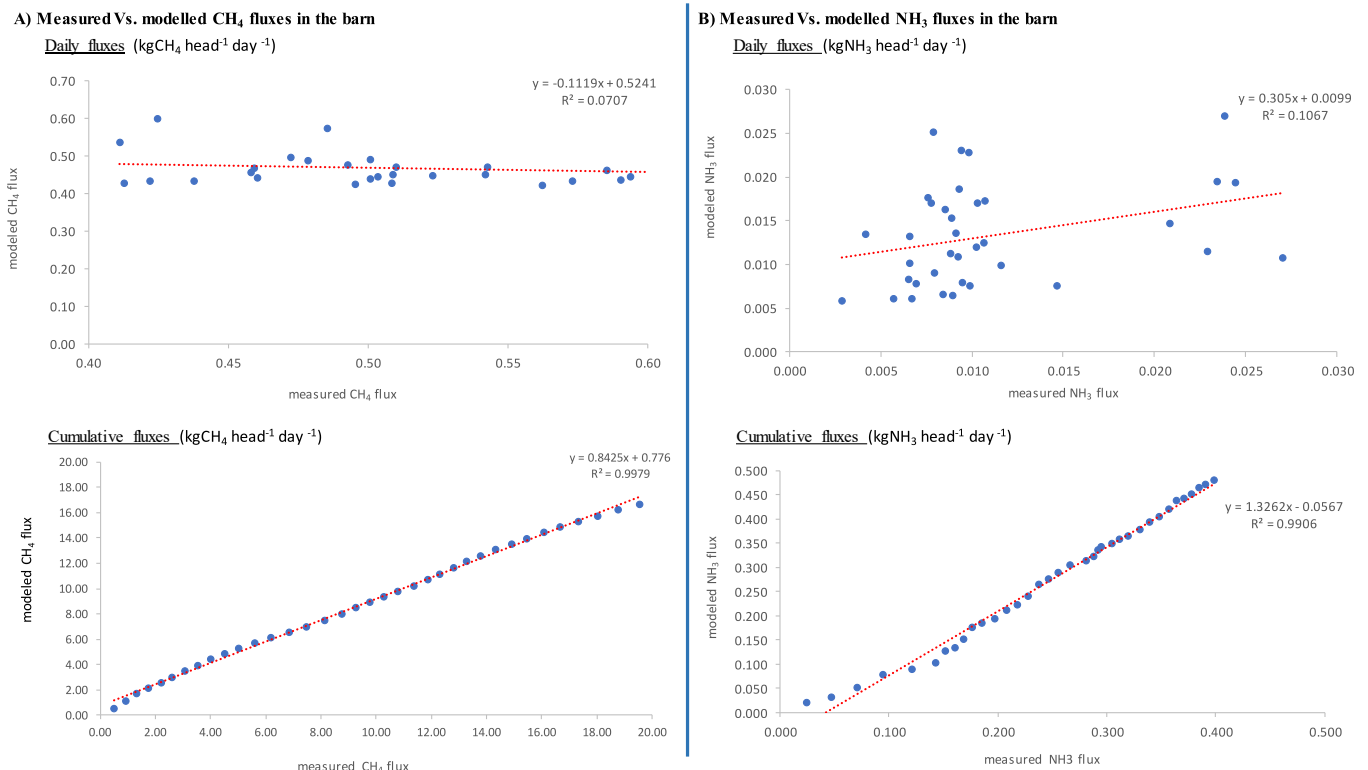 A) Measured Vs. modelled CH₄ fluxes in the barn
Daily fluxes (kgCH₄ head⁻¹ day ⁻¹)
y = -0.1119x + 0.5241
R² = 0.0707
modeled CH₄ flux
0.70
0.60
0.50
0.40
0.30
0.20
0.10
0.00
0.40 0.45 0.50 0.55 0.60
measured CH₄ flux
Cumulative fluxes (kgCH₄ head⁻¹ day ⁻¹)
y = 0.8425x + 0.776
R² = 0.9979
modeled CH₄ flux
20.00
18.00
16.00
14.00
12.00
10.00
8.00
6.00
4.00
2.00
0.00
0.00 2.00 4.00 6.00 8.00 10.00 12.00 14.00 16.00 18.00 20.00
measured CH₄ flux
B) Measured Vs. modelled NH₃ fluxes in the barn
Daily fluxes (kgNH₃ head⁻¹ day ⁻¹)
y = 0.305x + 0.0099
R² = 0.1067
modeled NH₃ flux
0.030
0.025
0.020
0.015
0.010
0.005
0.000
0.000 0.005 0.010 0.015 0.020 0.025 0.030
measured NH₃ flux
Cumulative fluxes (kgNH₃ head⁻¹ day ⁻¹)
y = 1.3262x - 0.0567
R² = 0.9906
modeled NH₃ flux
0.500
0.450
0.400
0.350
0.300
0.250
0.200
0.150
0.100
0.050
0.000
0.000 0.100 0.200 0.300 0.400 0.500
measured NH3 flux